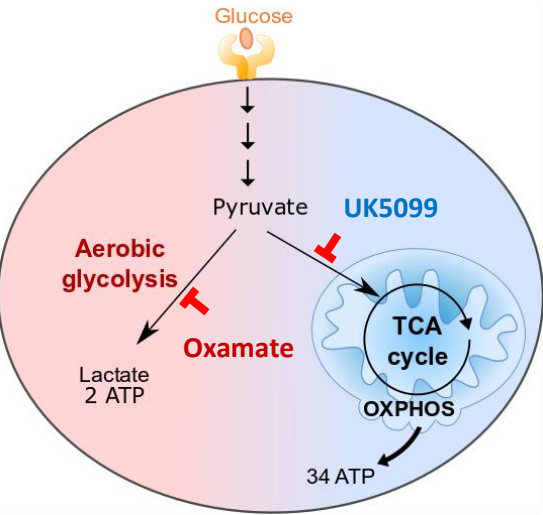 Glucose
Pyruvate
UK5099
Aerobic
glycolysis
Oxamate
Lactate
2 ATP
TCA
cycle
OXPHOS
34 ATP